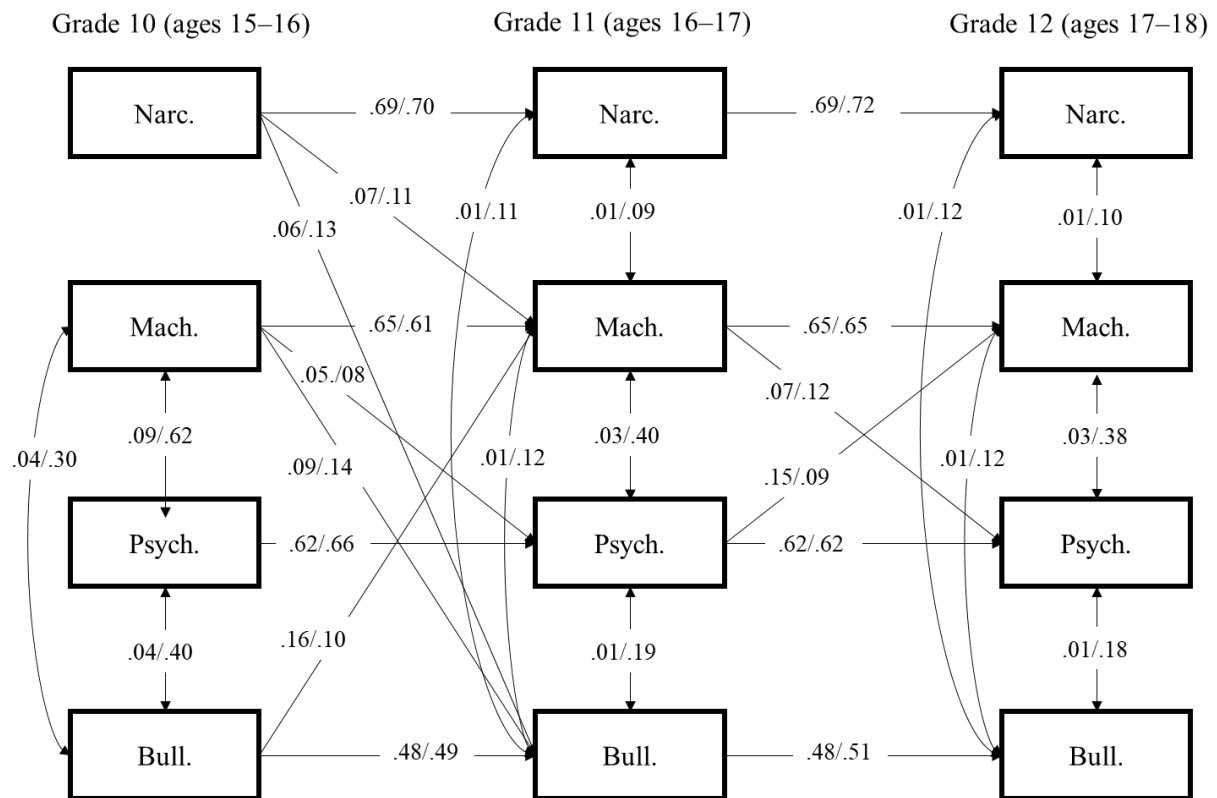 Grade 10 (ages 15–16) Grade 11 (ages 16–17) Grade 12 (ages 17–18)
Narc. .69/.70 Narc. .69/.72 Narc.
.07/.11
.06/.13 .01/.11 .01/.09 .01/.12 .01/.10
Mach. .65/.61 Mach. .65/.65 Mach.
.05./08 .07/.12
.04/.30 .09/.62 .09/.14 .01/.12 .03/.40 .15/.09 .01/.12 .03/.38
Psych. .62/.66 Psych. .62/.62 Psych.
.04/.40 .16/.10 .01/.19 .01/.18
Bull. .48/.49 Bull. .48/.51 Bull.